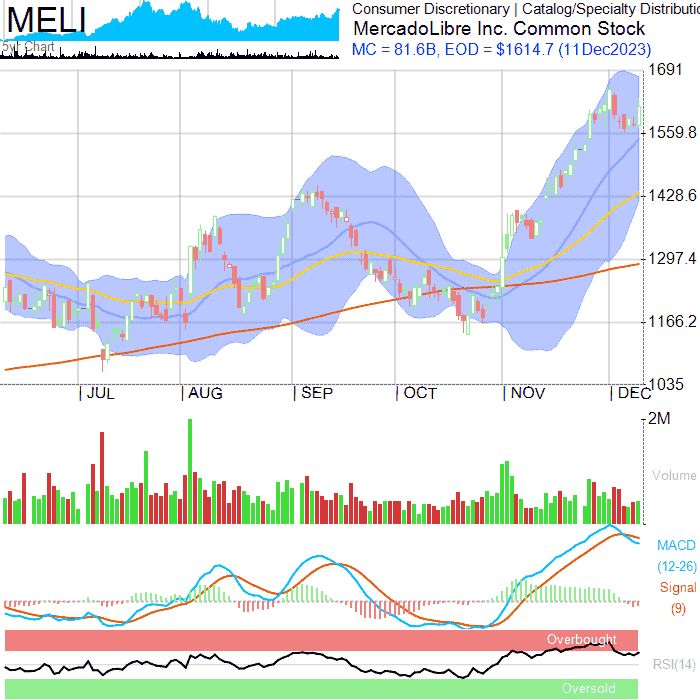 MELI
5yr Chart
Consumer Discretionary | Catalog/Specialty Distributio
MercadoLibre Inc. Common Stock
MC = 81.6B, EOD = $1614.7 (11Dec2023)
1691
1559.8
1428.6
1297.4
1166.2
1035
JUL AUG SEP OCT NOV DEC
2M
Volume
MACD
(12-26)
Signal
(9)
Overbought
RSI(14)
Oversold